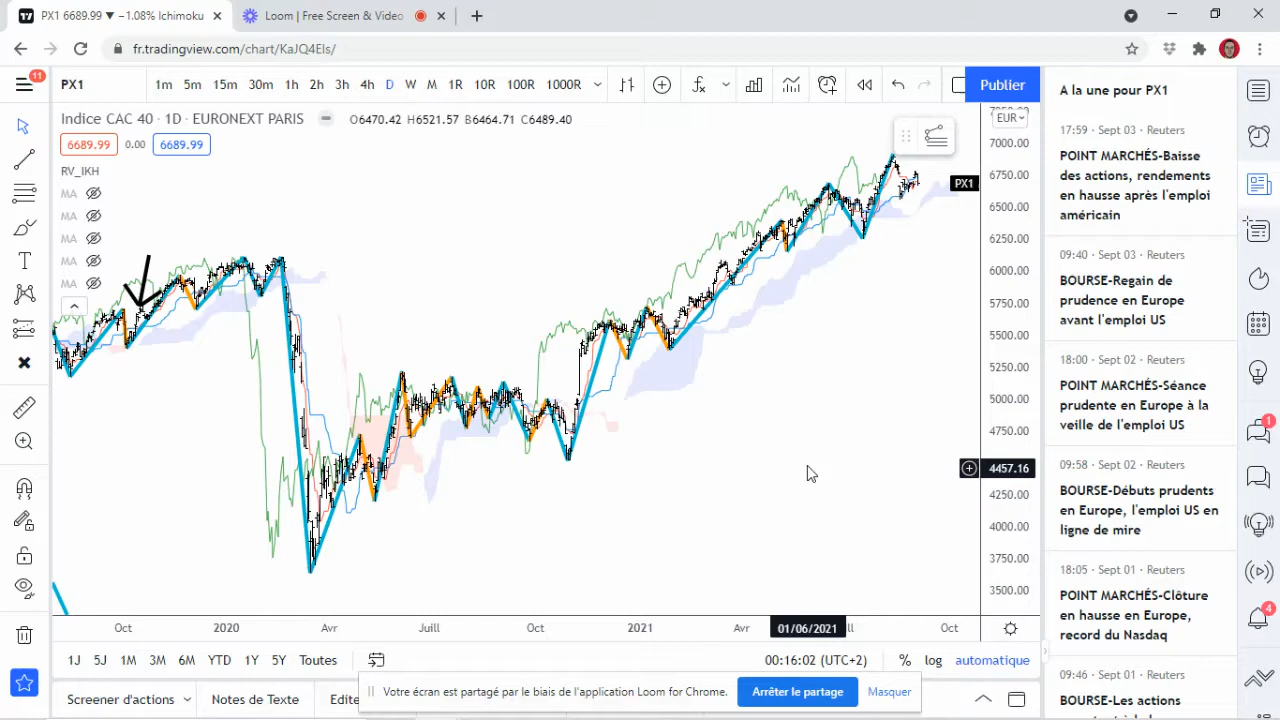 PX1 6689.99 ▼ −1.08% Ichimoku
Loom | Free Screen & Video
fr.tradingview.com/chart/KaJQ4Els/
11
PX1
1m 5m 15m 30m 1h 2h 3h 4h D W M 1R 10R 100R 1000R
Publier
Indice CAC 40 · 1D · EURONEXT PARIS
O6470.42 H6521.57 B6464.71 C6489.40
6689.99 0.00 6689.99
RV_IKH
MA
MA
MA
MA
MA
EUR
7000.00
PX1
6750.00
6500.00
6250.00
6000.00
5750.00
5500.00
5250.00
5000.00
4750.00
4457.16
4250.00
4000.00
3750.00
3500.00
Oct 2020 Avr Juill Oct 2021 Avr 01/06/2021 Oct
1J 5J 1M 3M 6M YTD 1Y 5Y Toutes
00:16:02 (UTC+2)
% log automatique
Screener d'actions
Notes de Texte
Votre écran est partagé par le biais de l'application Loom for Chrome.
Arrêter le partage
Masquer
A la une pour PX1
17:59 · Sept 03 · Reuters
POINT MARCHÉS-Baisse
des actions, rendements
en hausse après l'emploi
américain
09:40 · Sept 03 · Reuters
BOURSE-Regain de
prudence en Europe
avant l'emploi US
18:00 · Sept 02 · Reuters
POINT MARCHÉS-Séance
prudente en Europe à la
veille de l'emploi US
09:58 · Sept 02 · Reuters
BOURSE-Débuts prudents
en Europe, l'emploi US en
ligne de mire
18:05 · Sept 01 · Reuters
POINT MARCHÉS-Clôture
en hausse en Europe,
record du Nasdaq
09:46 · Sept 01 · Reuters
BOURSE-Les actions
1
4